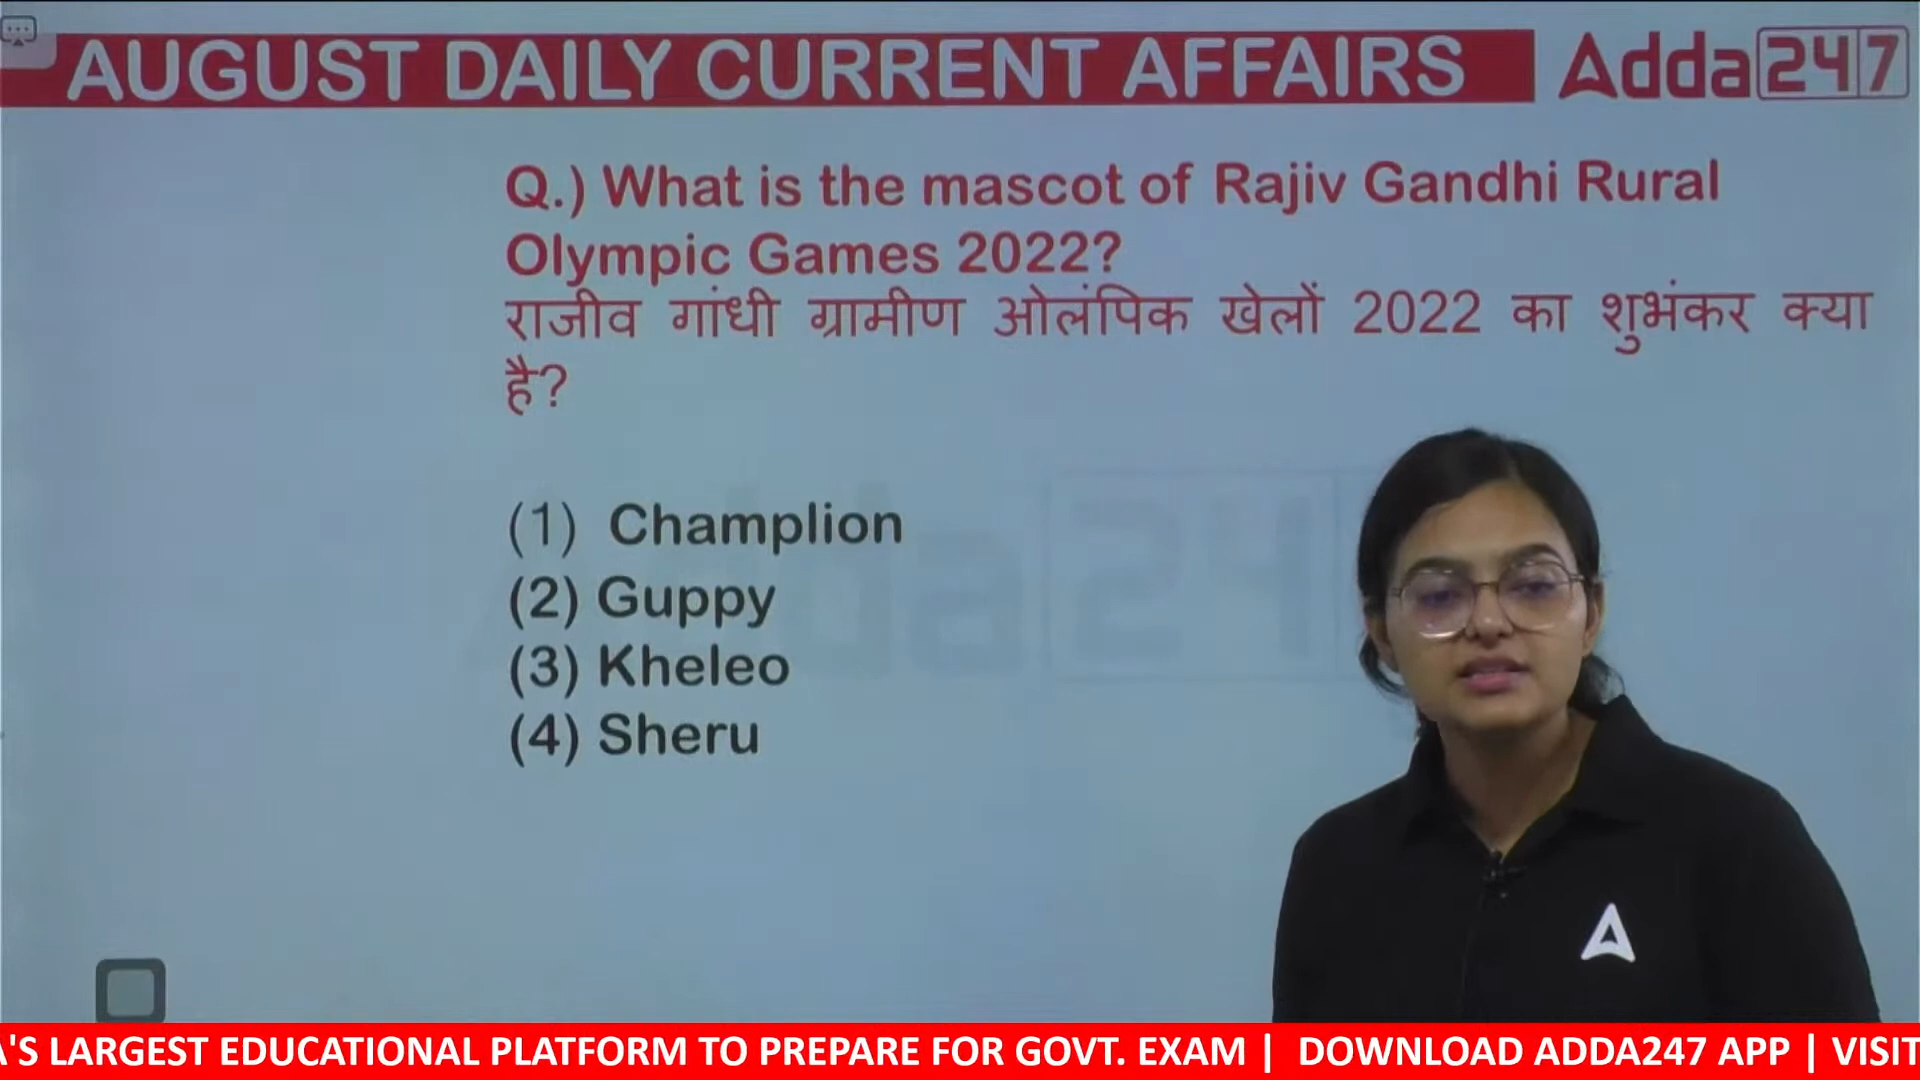 AUGUST DAILY CURRENT AFFAIRS
Adda247
Q.) What is the mascot of Rajiv Gandhi Rural
Olympic Games 2022?
राजीव गांधी ग्रामीण ओलंपिक खेलों 2022 का शुभंकर क्या
है?
(1) Champlion
(2) Guppy
(3) Kheleo
(4) Sheru
A'S LARGEST EDUCATIONAL PLATFORM TO PREPARE FOR GOVT. EXAM | DOWNLOAD ADDA247 APP | VISIT